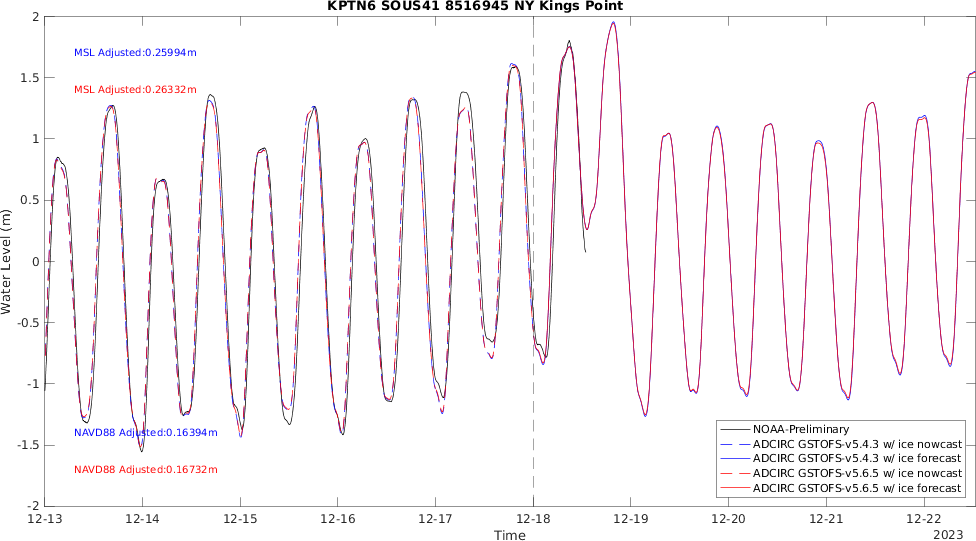 KPTN6 SOUS41 8516945 NY Kings Point
2
1.5
1
0.5
0
-0.5
-1
-1.5
-2
Water Level (m)
MSL Adjusted:0.25994m
MSL Adjusted:0.26332m
NAVD88 Adjusted:0.16394m
NAVD88 Adjusted:0.16732m
NOAA-Preliminary
ADCIRC GSTOFS-v5.4.3 w/ ice nowcast
ADCIRC GSTOFS-v5.4.3 w/ ice forecast
ADCIRC GSTOFS-v5.6.5 w/ ice nowcast
ADCIRC GSTOFS-v5.6.5 w/ ice forecast
12-13 12-14 12-15 12-16 12-17 12-18 12-19 12-20 12-21 12-22
Time
2023